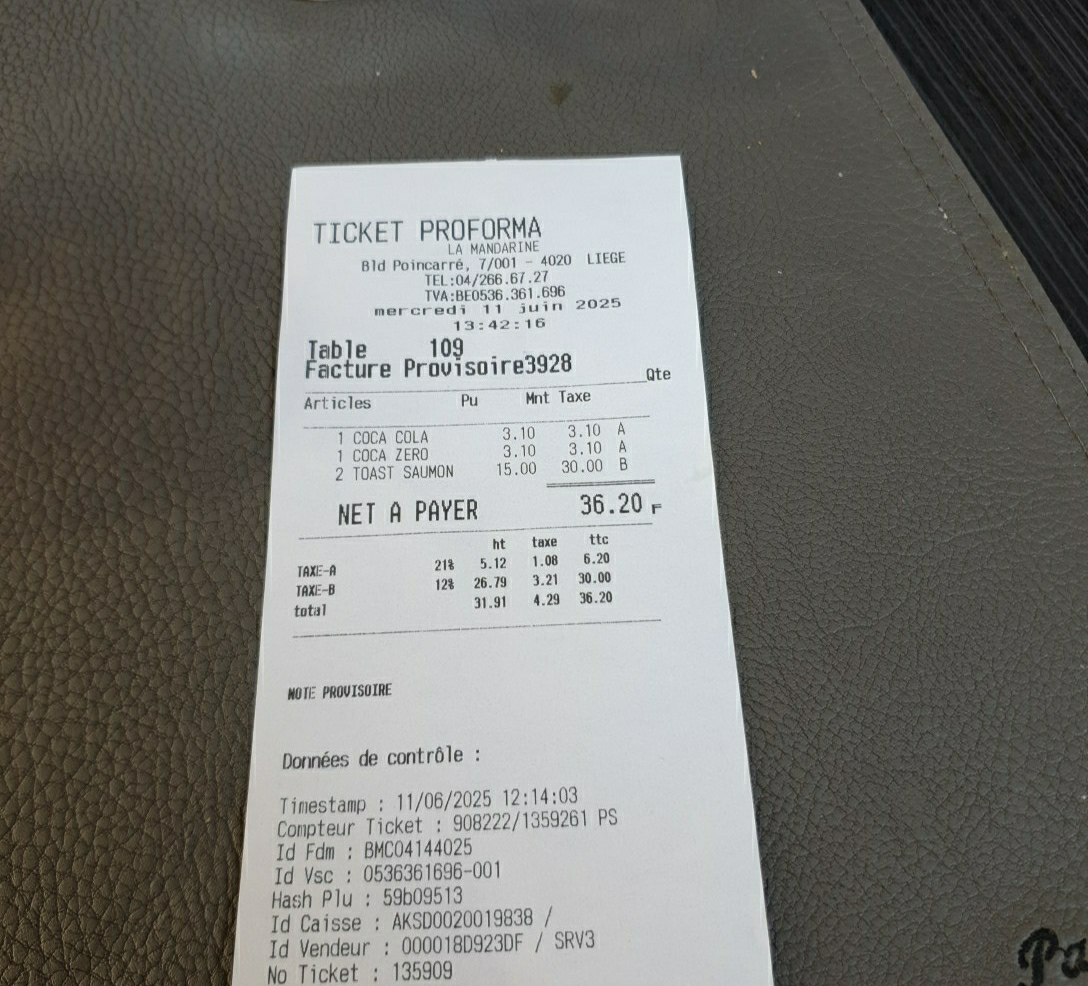 TICKET PROFORMA
LA MANDARINE
Bld Poincarré, 7/001 - 4020 LIEGE
TEL:04/266.67.27
TVA:BE0536.361.696
mercredi 11 juin 2025
13:42:16
Table 109
Facture Provisoire3928
Qte
Articles Pu Mnt Taxe
1 COCA COLA 3.10 3.10 A
1 COCA ZERO 3.10 3.10 A
2 TOAST SAUMON 15.00 30.00 B
NET A PAYER 36.20 F
ht taxe ttc
TAXE-A 21% 5.12 1.08 6.20
TAXE-B 12% 26.79 3.21 30.00
total 31.91 4.29 36.20
NOTE PROVISOIRE
Données de contrôle :
Timestamp : 11/06/2025 12:14:03
Compteur Ticket : 908222/1359261 PS
Id Fdm : BMC04144025
Id Vsc : 0536361696-001
Hash Plu : 59b09513
Id Caisse : AKSD0020019838 /
Id Vendeur : 000018D923DF / SRV3
No Ticket : 135909